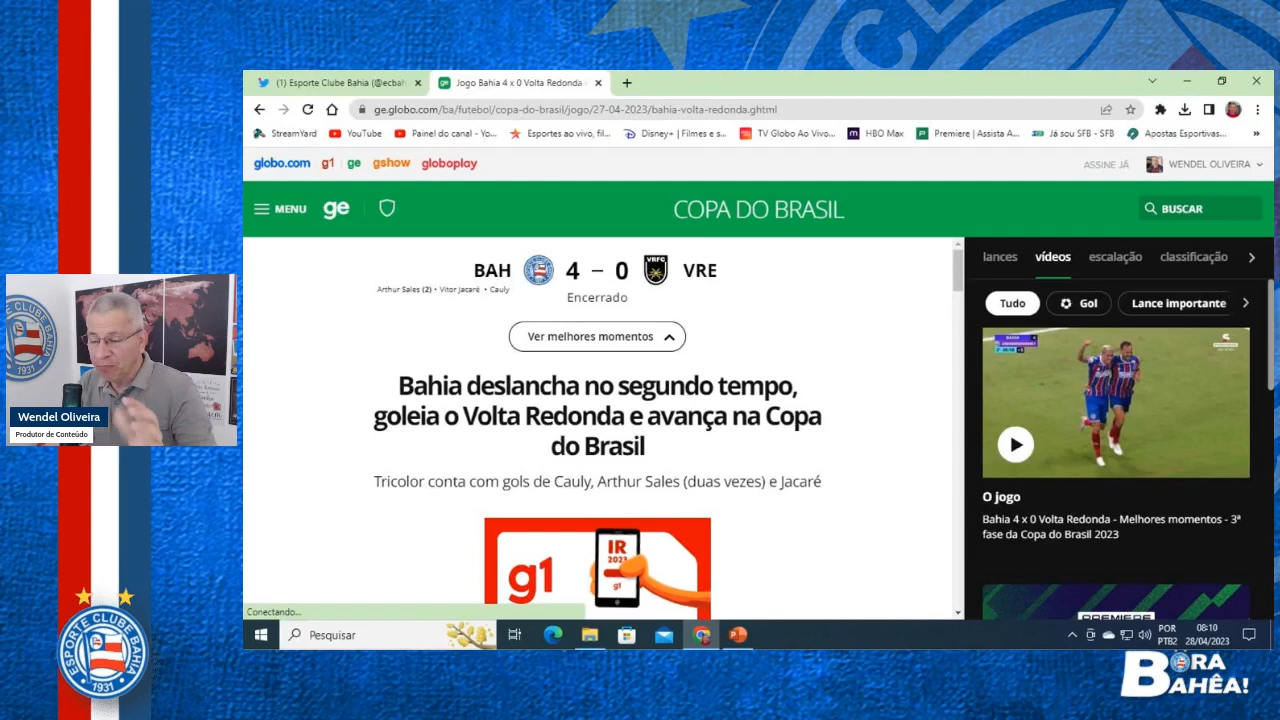 (1) Esporte Clube Bahia (@ecbah
Jogo Bahia 4 x 0 Volta Redonda
ge.globo.com/ba/futebol/copa-do-brasil/jogo/27-04-2023/bahia-volta-redonda.ghtml
StreamYard
YouTube
Painel do canal - Yo...
Esportes ao vivo, fil...
Disney+ | Filmes e s...
TV Globo Ao Vivo...
HBO Max
Premiere | Assista A...
Já sou SFB - SFB
Apostas Esportivas...
globo.com g1 ge gshow globoplay
ASSINE JÁ
WENDEL OLIVEIRA
MENU
ge
COPA DO BRASIL
BUSCAR
BAH 4 – 0 VRE
VRFC
Arthur Sales (2) • Vitor Jacaré • Cauly
Encerrado
Ver melhores momentos
Bahia deslancha no segundo tempo,
goleia o Volta Redonda e avança na Copa
do Brasil
Tricolor conta com gols de Cauly, Arthur Sales (duas vezes) e Jacaré
g1
IR
2023
g1
Conectando...
lances vídeos escalação classificação
Tudo
Gol
Lance importante
O jogo
Bahia 4 x 0 Volta Redonda - Melhores momentos - 3ª
fase da Copa do Brasil 2023
PREMIERE
Pesquisar
POR
PTB2
08:10
28/04/2023
CLUBE BAHIA
1931
Wendel Oliveira
Produtor de Conteúdo
ESPORTE CLUBE BAHIA
1931
BORA
BAHÊA!
CL